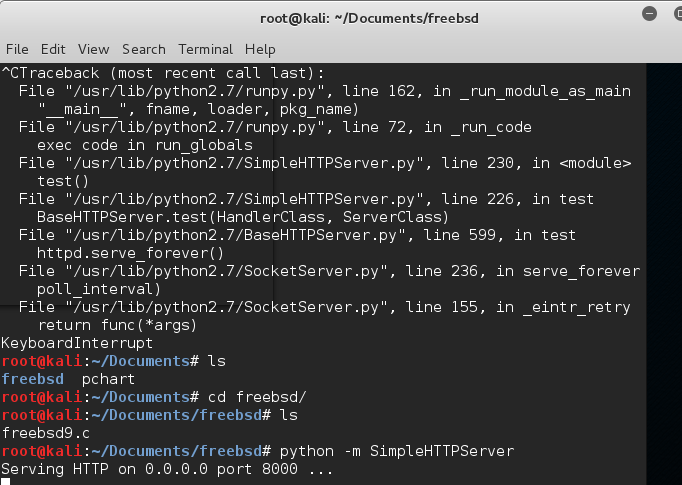 root@kali: ~/Documents/freebsd
File Edit View Search Terminal Help
^CTraceback (most recent call last):
  File "/usr/lib/python2.7/runpy.py", line 162, in _run_module_as_main
    "__main__", fname, loader, pkg_name)
  File "/usr/lib/python2.7/runpy.py", line 72, in _run_code
    exec code in run_globals
  File "/usr/lib/python2.7/SimpleHTTPServer.py", line 230, in <module>
    test()
  File "/usr/lib/python2.7/SimpleHTTPServer.py", line 226, in test
    BaseHTTPServer.test(HandlerClass, ServerClass)
  File "/usr/lib/python2.7/BaseHTTPServer.py", line 599, in test
    httpd.serve_forever()
  File "/usr/lib/python2.7/SocketServer.py", line 236, in serve_forever
    poll_interval)
  File "/usr/lib/python2.7/SocketServer.py", line 155, in _eintr_retry
    return func(*args)
KeyboardInterrupt
root@kali:~/Documents# ls
freebsd  pchart
root@kali:~/Documents# cd freebsd/
root@kali:~/Documents/freebsd# ls
freebsd9.c
root@kali:~/Documents/freebsd# python -m SimpleHTTPServer
Serving HTTP on 0.0.0.0 port 8000 ...